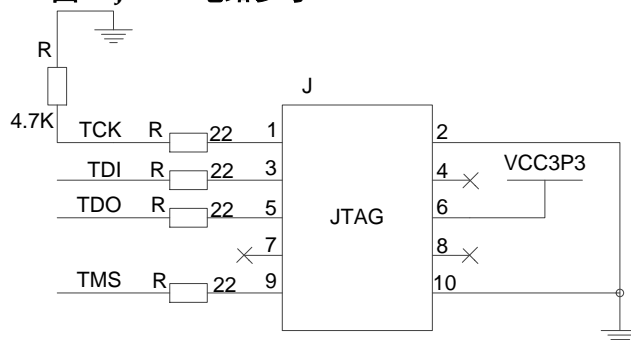 R
J
4.7K
TCK R 22 1
2
TDI R 22 3
4
VCC3P3
TDO R 22 5
JTAG
6
7
8
TMS R 22 9
10